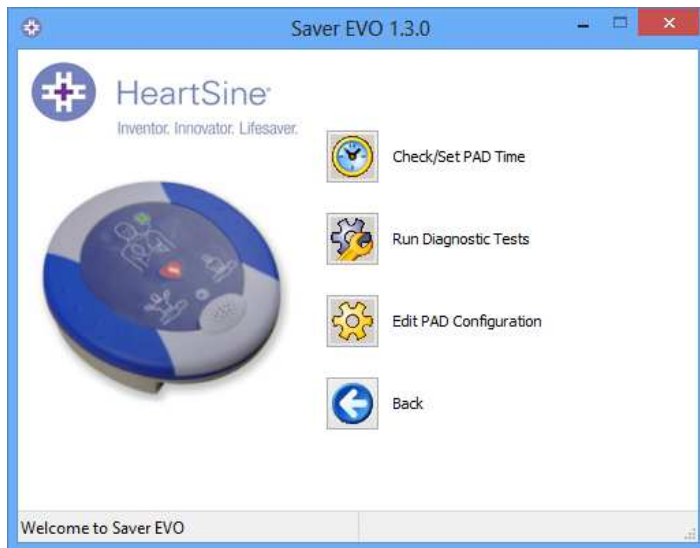 Saver EVO 1.3.0
HeartSine®
Inventor. Innovator. Lifesaver.
Check/Set PAD Time
Run Diagnostic Tests
Edit PAD Configuration
Back
Welcome to Saver EVO